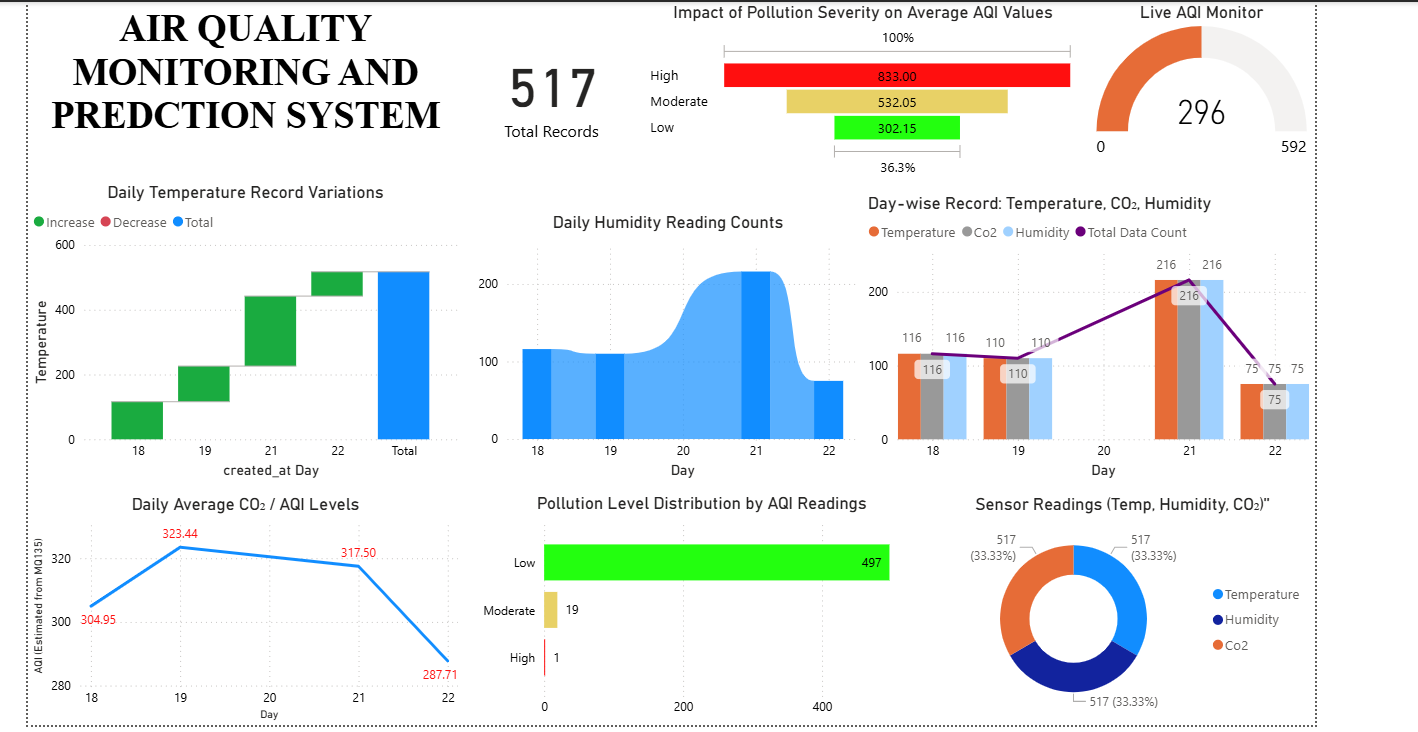 AIR QUALITY
MONITORING AND
PREDCTION SYSTEM
517
Total Records
Impact of Pollution Severity on Average AQI Values
100%
High
833.00
Moderate
532.05
Low
302.15
36.3%
Live AQI Monitor
296
0
592
Daily Temperature Record Variations
Increase Decrease Total
Temperature
600
400
200
0
18 19 21 22 Total
created_at Day
Daily Humidity Reading Counts
200
100
0
18 19 20 21 22
Day
Day-wise Record: Temperature, CO₂, Humidity
Temperature Co2 Humidity Total Data Count
200
100
0
116 116
116
110 110
110
216 216
216
75 75 75
75
18 19 20 21 22
Day
Daily Average CO₂ / AQI Levels
AQI (Estimated from MQ135)
320
300
280
304.95
323.44
317.50
287.71
18 19 20 21 22
Day
Pollution Level Distribution by AQI Readings
Low
497
Moderate
19
High
1
0 200 400
Sensor Readings (Temp, Humidity, CO₂)"
517
(33.33%)
517
(33.33%)
517 (33.33%)
Temperature
Humidity
Co2